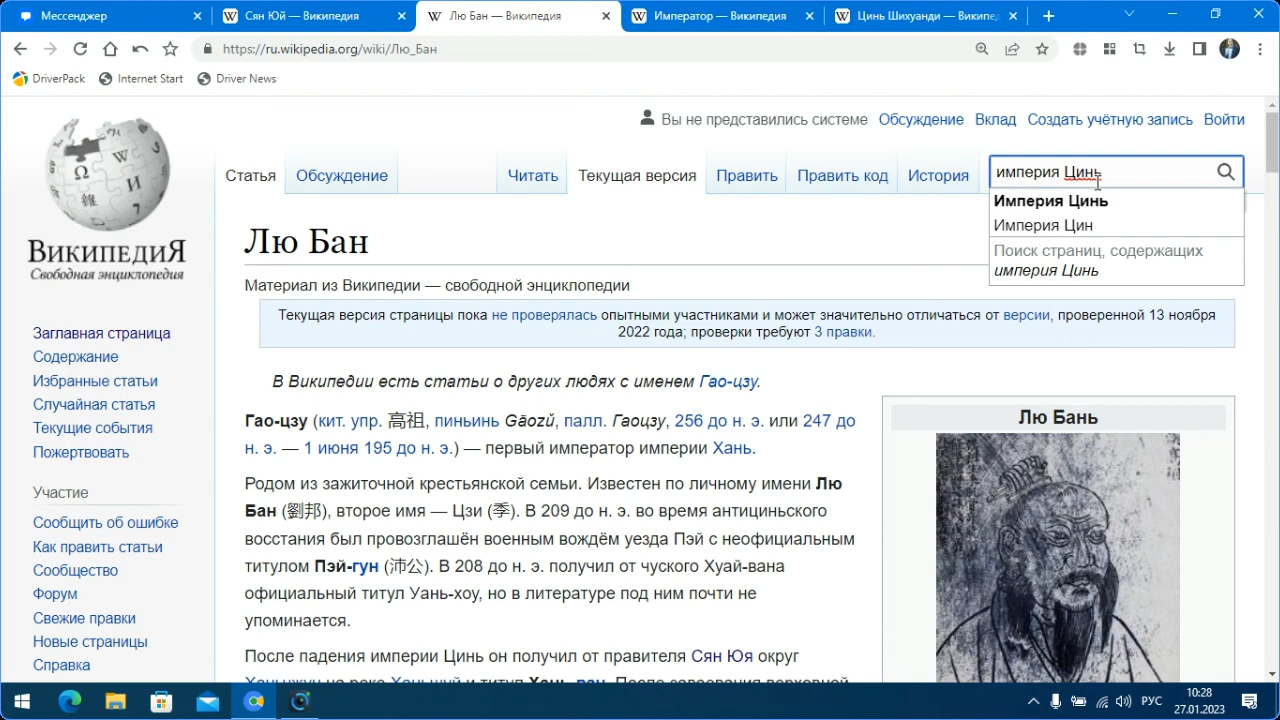 Мессенджер
Сян Юй — Википедия
Лю Бан — Википедия
Император — Википедия
Цинь Шихуанди — Википе
https://ru.wikipedia.org/wiki/Лю_Бан
DriverPack
Internet Start
Driver News
Вы не представились системе
Обсуждение
Вклад
Создать учётную запись
Войти
Статья
Обсуждение
Читать
Текущая версия
Править
Править код
История
империя Цинь
Империя Цинь
Империя Цин
Поиск страниц, содержащих
империя Цинь
ВикипедиЯ
Свободная энциклопедия
Заглавная страница
Содержание
Избранные статьи
Случайная статья
Текущие события
Пожертвовать
Участие
Сообщить об ошибке
Как править статьи
Сообщество
Форум
Свежие правки
Новые страницы
Справка
Лю Бан
Материал из Википедии — свободной энциклопедии
Текущая версия страницы пока не проверялась опытными участниками и может значительно отличаться от версии, проверенной 13 ноября
2022 года; проверки требуют 3 правки.
В Википедии есть статьи о других людях с именем Гао-цзу.
Гао-цзу (кит. упр. 高祖, пиньинь Gāozǔ, палл. Гаоцзу, 256 до н. э. или 247 до
н. э. — 1 июня 195 до н. э.) — первый император империи Хань.
Родом из зажиточной крестьянской семьи. Известен по личному имени Лю
Бан (劉邦), второе имя — Цзи (季). В 209 до н. э. во время антициньского
восстания был провозглашён военным вождём уезда Пэй с неофициальным
титулом Пэй-гун (沛公). В 208 до н. э. получил от чуского Хуай-вана
официальный титул Уань-хоу, но в литературе под ним почти не
упоминается.
После падения империи Цинь он получил от правителя Сян Юя округ
Лю Бань
РУС
10:28
27.01.2023